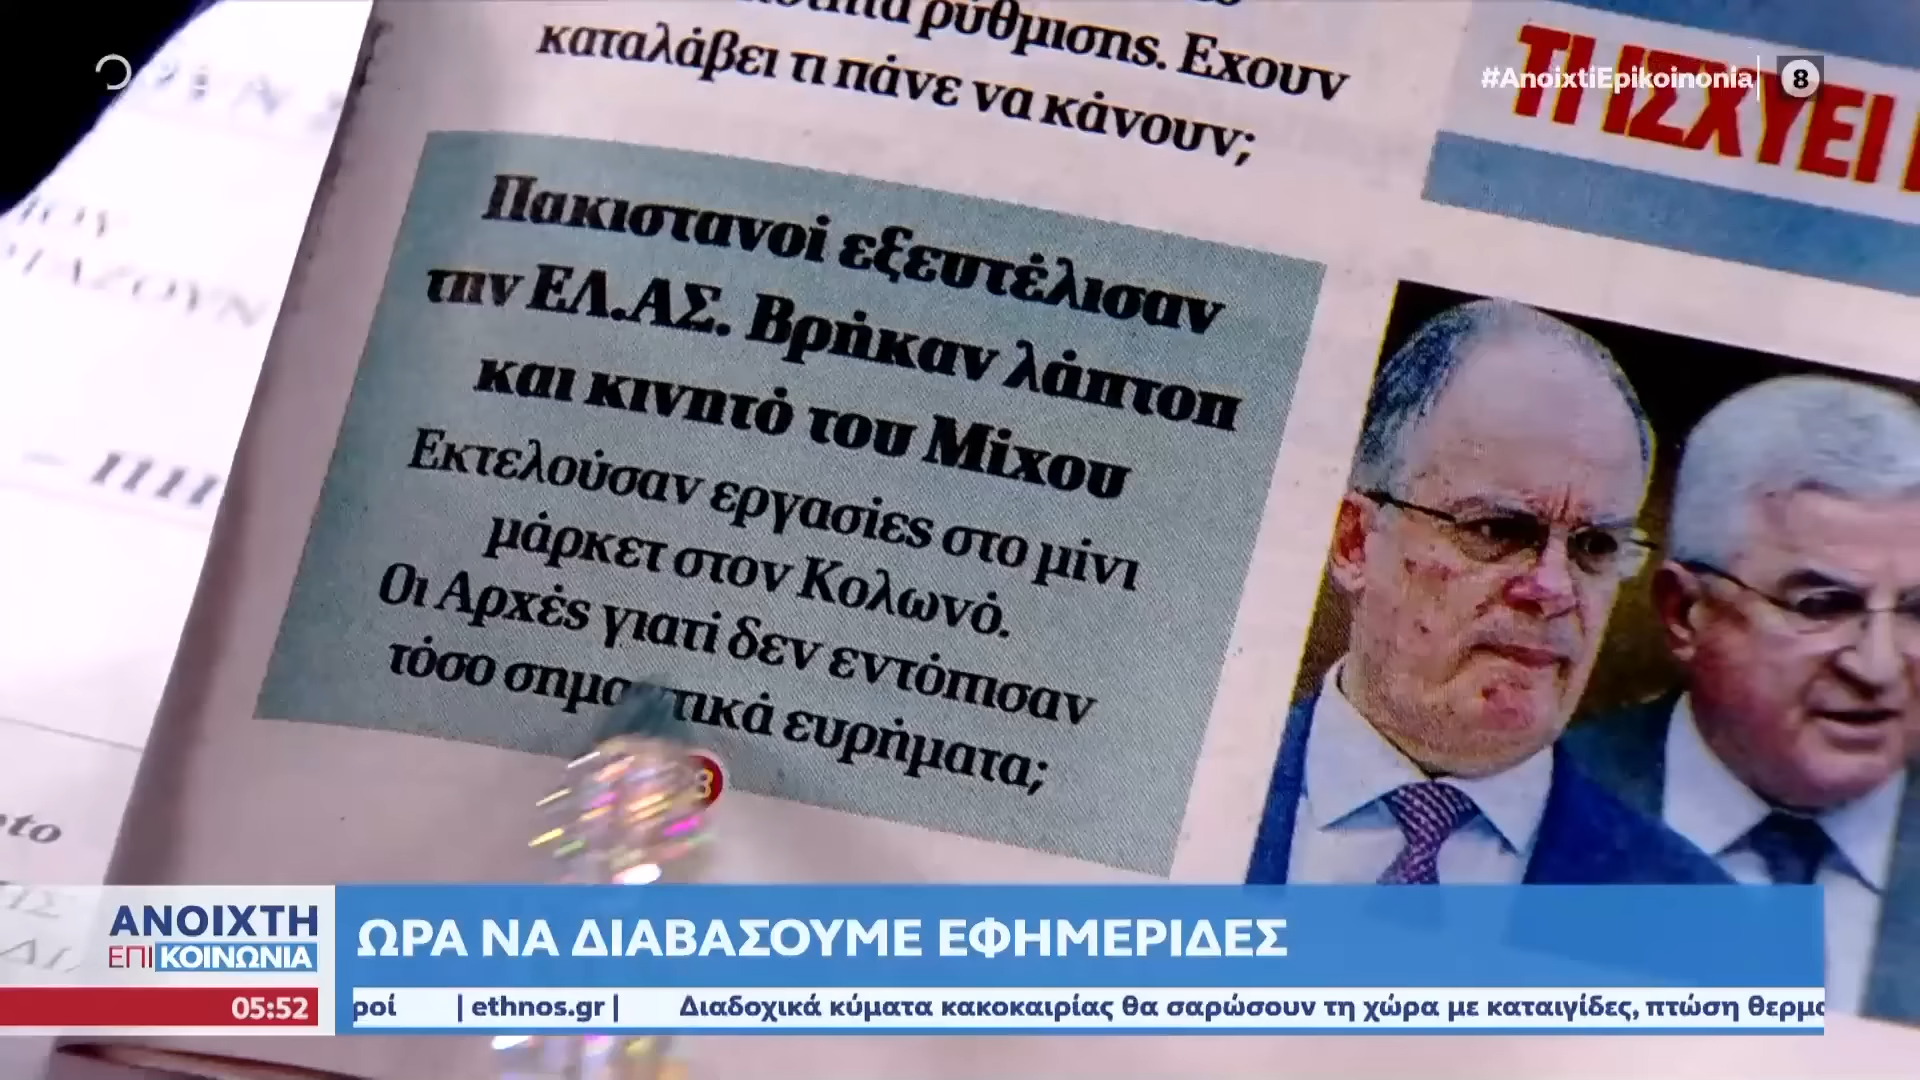 ρύθμισης. Εχουν
καταλάβει τι πάνε να κάνουν;
#AnoixtiEpikoinonia 8
ΤΙ ΙΣΧΥΕΙ
Πακιστανοί εξευτέλισαν
την ΕΛ.ΑΣ. Βρήκαν λάπτοπ
και κινητό του Μίχου
Εκτελούσαν εργασίες στο μίνι
μάρκετ στον Κολωνό.
Οι Αρχές γιατί δεν εντόπισαν
τόσο σημαντικά ευρήματα;
ΑΝΟΙΧΤΗ
ΕΠΙΚΟΙΝΩΝΙΑ
ΩΡΑ ΝΑ ΔΙΑΒΑΣΟΥΜΕ ΕΦΗΜΕΡΙΔΕΣ
05:52
ροί | ethnos.gr | Διαδοχικά κύματα κακοκαιρίας θα σαρώσουν τη χώρα με καταιγίδες, πτώση θερμο